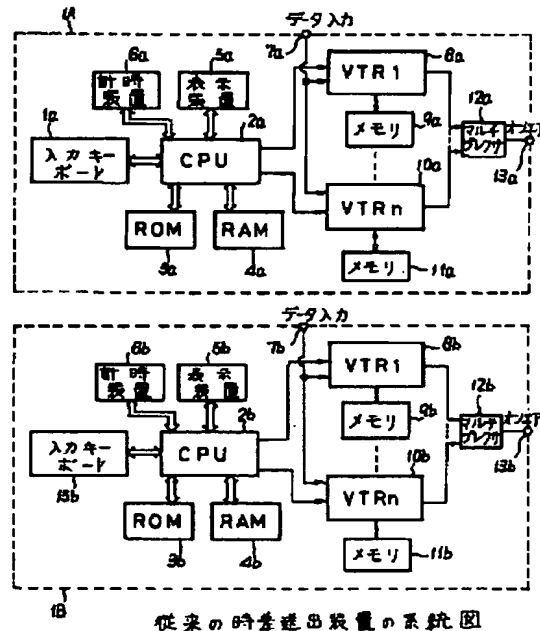 1A
データ入力
7a
6a
計時
装置
5a
表示
装置
2a
1a
入力キー
ボード
CPU
ROM
3a
RAM
4a
8a
VTR1
メモリ
9a
10a
VTRn
メモリ
11a
12a
マルチ
プレクサ
オンエア
13a
データ入力
7b
6b
計時
装置
5b
表示
装置
2b
入力キー
ボード
15b
CPU
ROM
3b
RAM
4b
8b
VTR1
メモリ
9b
10b
VTRn
メモリ
11b
12b
マルチ
プレクサ
オンエア
13b
1B
従来の時差送出装置の系統図